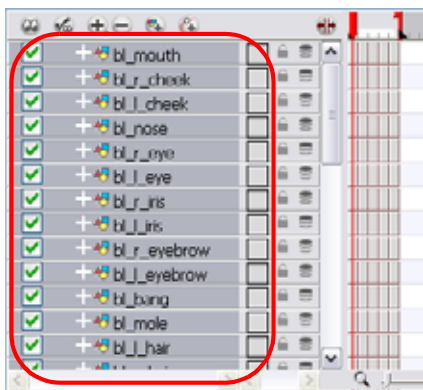 bl_mouth
bl_r_cheek
bl_l_cheek
bl_nose
bl_r_eye
bl_l_eye
bl_r_iris
bl_l_iris
bl_r_eyebrow
bl_l_eyebrow
bl_bang
bl_mole
bl_l_hair